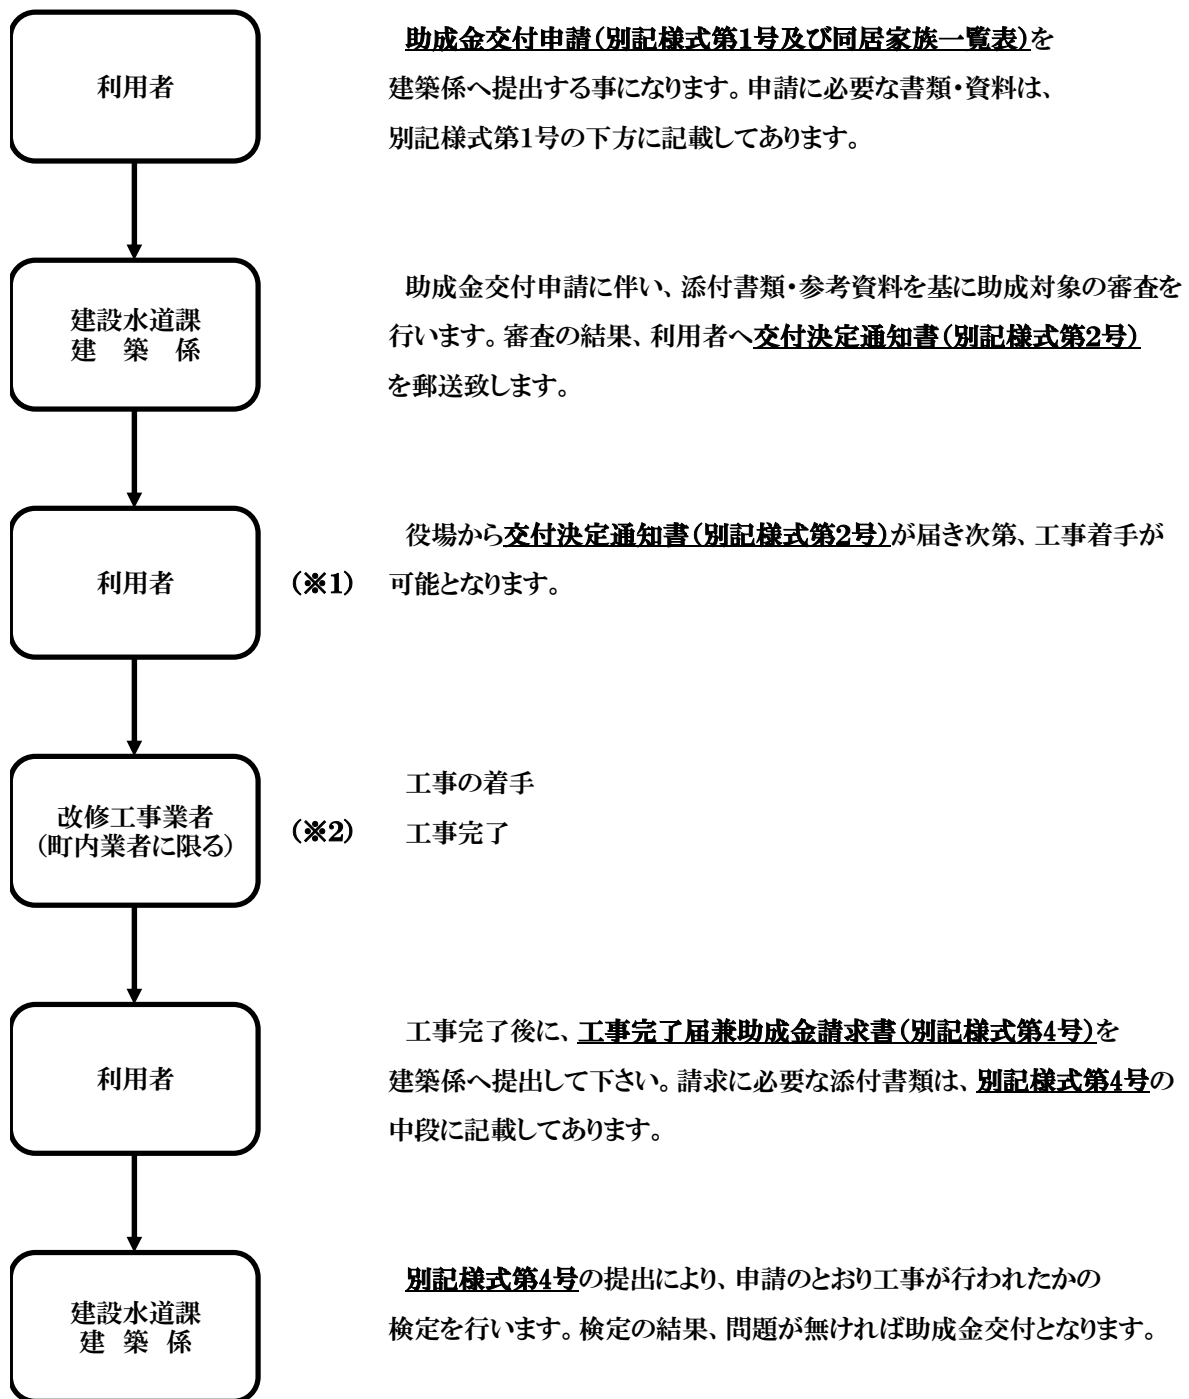 利用者
助成金交付申請(別記様式第1号及び同居家族一覧表)を
建築係へ提出する事になります。申請に必要な書類・資料は、
別記様式第1号の下方に記載してあります。
建設水道課
建 築 係
助成金交付申請に伴い、添付書類・参考資料を基に助成対象の審査を
行います。審査の結果、利用者へ交付決定通知書(別記様式第2号)
を郵送致します。
利用者
(※1)
役場から交付決定通知書(別記様式第2号)が届き次第、工事着手が
可能となります。
改修工事業者
(町内業者に限る)
(※2)
工事の着手
工事完了
利用者
工事完了後に、工事完了届兼助成金請求書(別記様式第4号)を
建築係へ提出して下さい。請求に必要な添付書類は、別記様式第4号の
中段に記載してあります。
建設水道課
建 築 係
別記様式第4号の提出により、申請のとおり工事が行われたかの
検定を行います。検定の結果、問題が無ければ助成金交付となります。